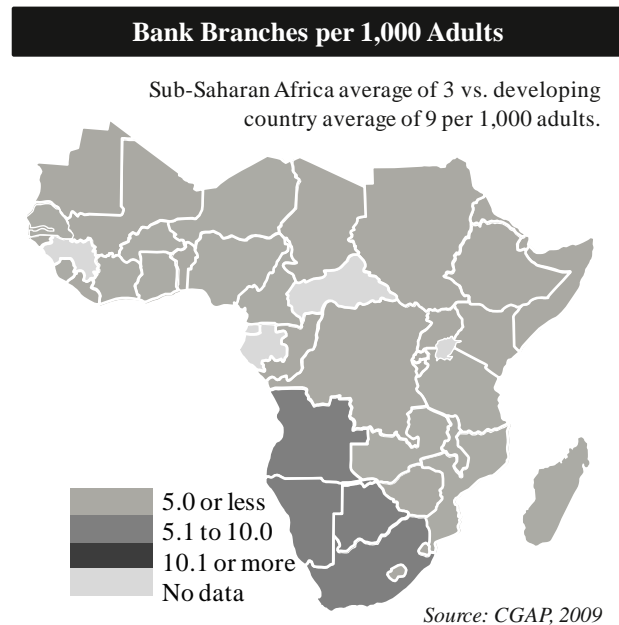 Bank Branches per 1,000 Adults
Sub-Saharan Africa average of 3 vs. developing
country average of 9 per 1,000 adults.
5.0 or less
5.1 to 10.0
10.1 or more
No data
Source: CGAP, 2009